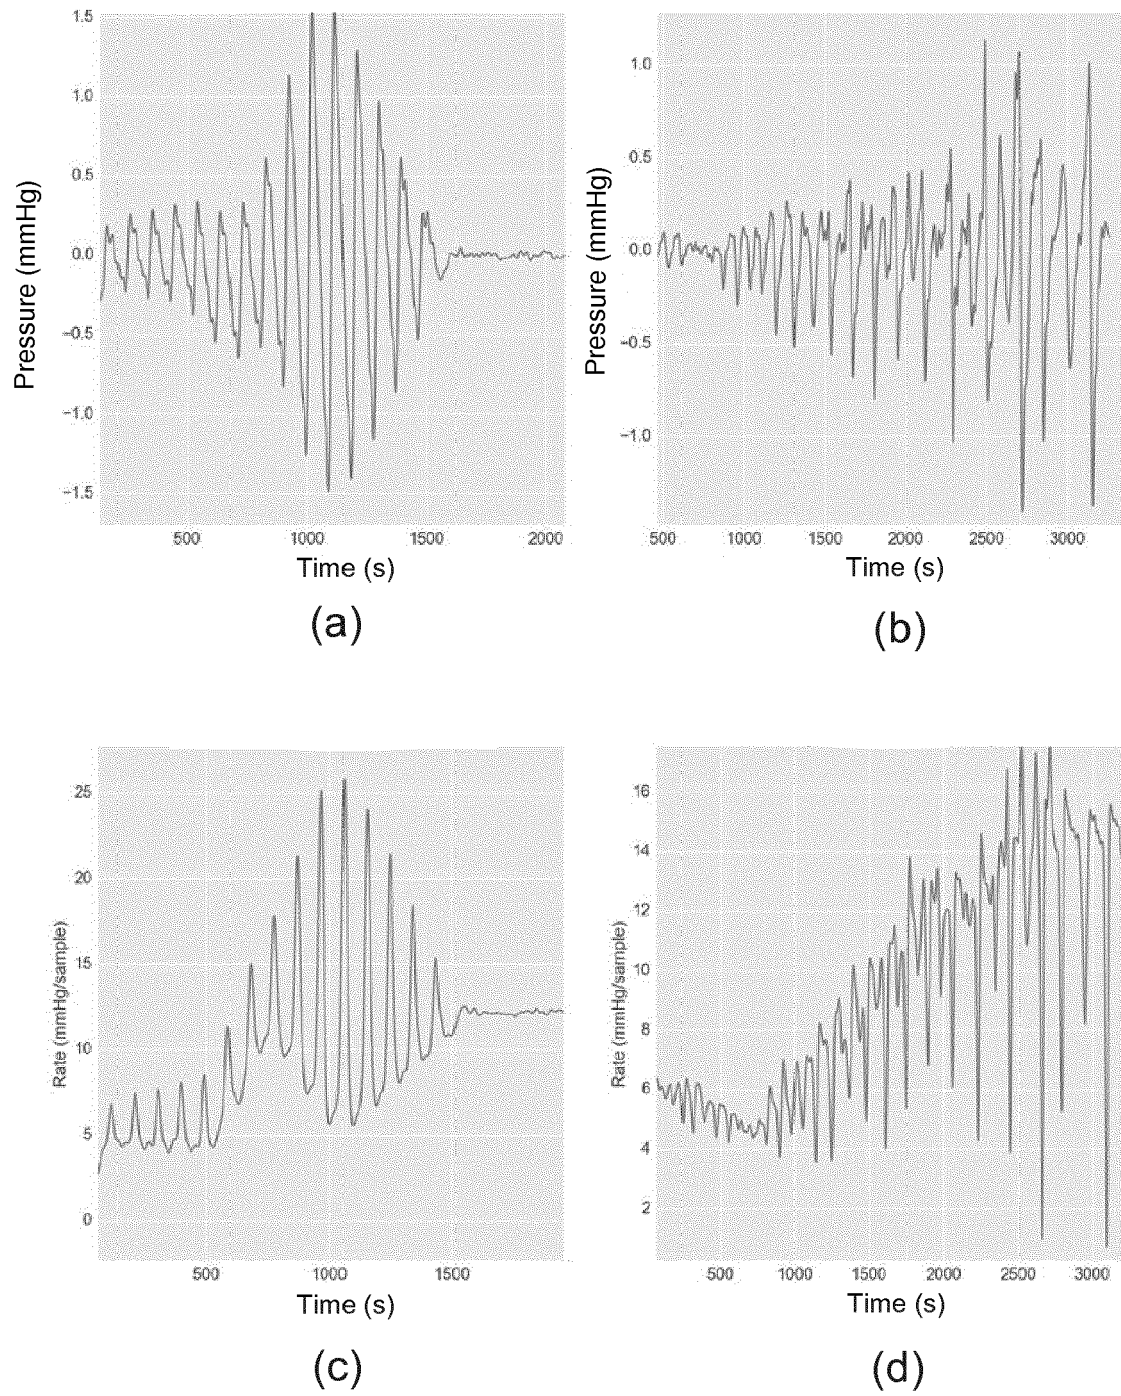 1.5
1.0
0.5
0.0
−0.5
−1.0
−1.5
Pressure (mmHg)
500 1000 1500 2000
Time (s)
(a)
1.0
0.5
0.0
−0.5
−1.0
Pressure (mmHg)
500 1000 1500 2000 2500 3000
Time (s)
(b)
25
20
15
10
5
0
Rate (mmHg/sample)
500 1000 1500
Time (s)
(c)
16
14
12
10
8
6
4
2
Rate (mmHg/sample)
500 1000 1500 2000 2500 3000
Time (s)
(d)